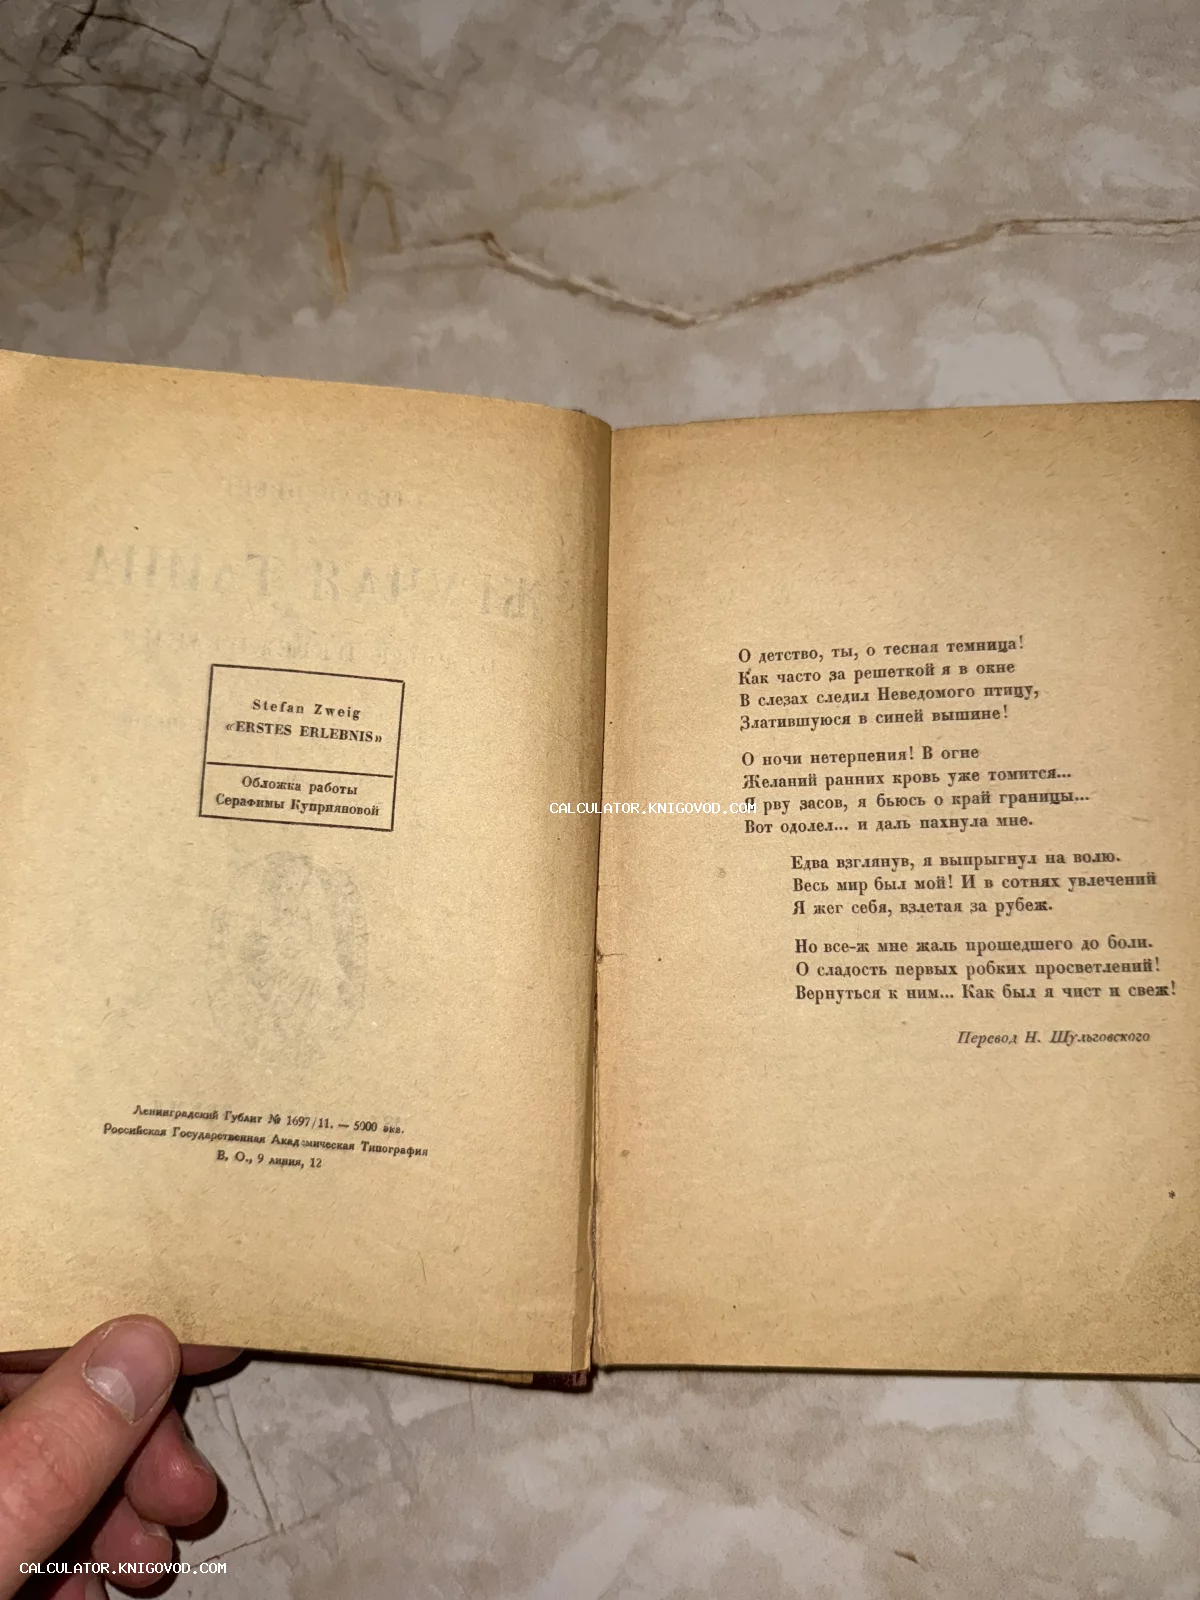 Stefan Zweig
«ERSTES ERLEBNIS»
Обложка работы
Серафимы Куприяновой
Ленинградский Гублит № 1697/11. — 5000 экз.
Российская Государственная Академическая Типография
В. О., 9 линия, 12
О детство, ты, о тесная темница!
Как часто за решеткой я в окне
В слезах следил Неведомого птицу,
Златившуюся в синей вышине!
О ночи нетерпения! В огне
Желаний ранних кровь уже томится...
Я рву засов, я бьюсь о край границы...
Вот одолел... и даль пахнула мне.
Едва взглянув, я выпрыгнул на волю.
Весь мир был мой! И в сотнях увлечений
Я жег себя, взлетая за рубеж.
Но все-ж мне жаль прошедшего до боли.
О сладость первых робких просветлений!
Вернуться к ним... Как был я чист и свеж!
Перевод Н. Шульговского
*
CALCULATOR.KNIGOVOD.COM
CALCULATOR.KNIGOVOD.COM